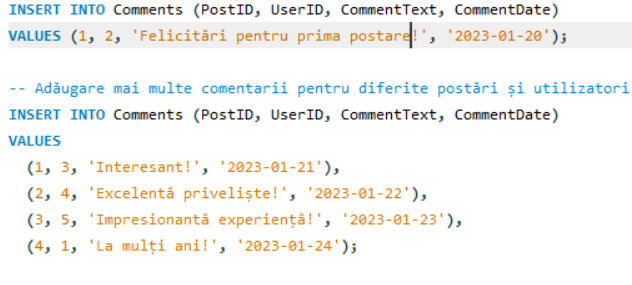 INSERT INTO Comments (PostID, UserID, CommentText, CommentDate)
VALUES (1, 2, 'Felicitări pentru prima postare!', '2023-01-20');
-- Adăugare mai multe comentarii pentru diferite postări și utilizatori
INSERT INTO Comments (PostID, UserID, CommentText, CommentDate)
VALUES
(1, 3, 'Interesant!', '2023-01-21'),
(2, 4, 'Excelentă priveliște!', '2023-01-22'),
(3, 5, 'Impresionantă experiență!', '2023-01-23'),
(4, 1, 'La mulți ani!', '2023-01-24');